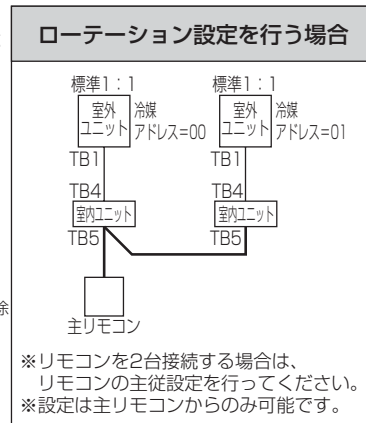 ローテーション設定を行う場合
標準1：1 標準1：1
室外 冷媒 室外 冷媒
ユニット アドレス=00 ユニット アドレス=01
TB1 TB1
TB4 TB4
室内ユニット 室内ユニット
TB5 TB5
除
主リモコン
※リモコンを2台接続する場合は、
リモコンの主従設定を行ってください。
※設定は主リモコンからのみ可能です。